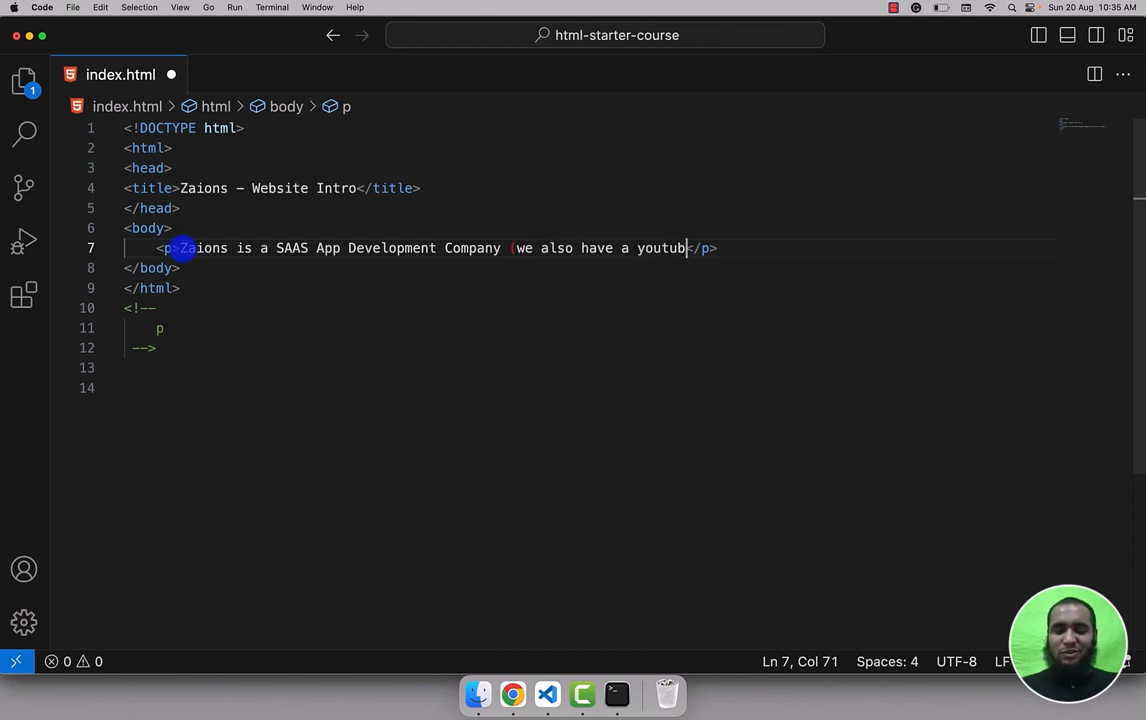 Code File Edit Selection View Go Run Terminal Window Help Sun 20 Aug 10:35 AM
html-starter-course
index.html
index.html > html > body > p
1 <!DOCTYPE html>
2 <html>
3 <head>
4 <title>Zaions – Website Intro</title>
5 </head>
6 <body>
7 <p>Zaions is a SAAS App Development Company (we also have a youtub</p>
8 </body>
9 </html>
10 <!--
11 p
12 -->
13
14
1
0 0 Ln 7, Col 71 Spaces: 4 UTF-8 LF